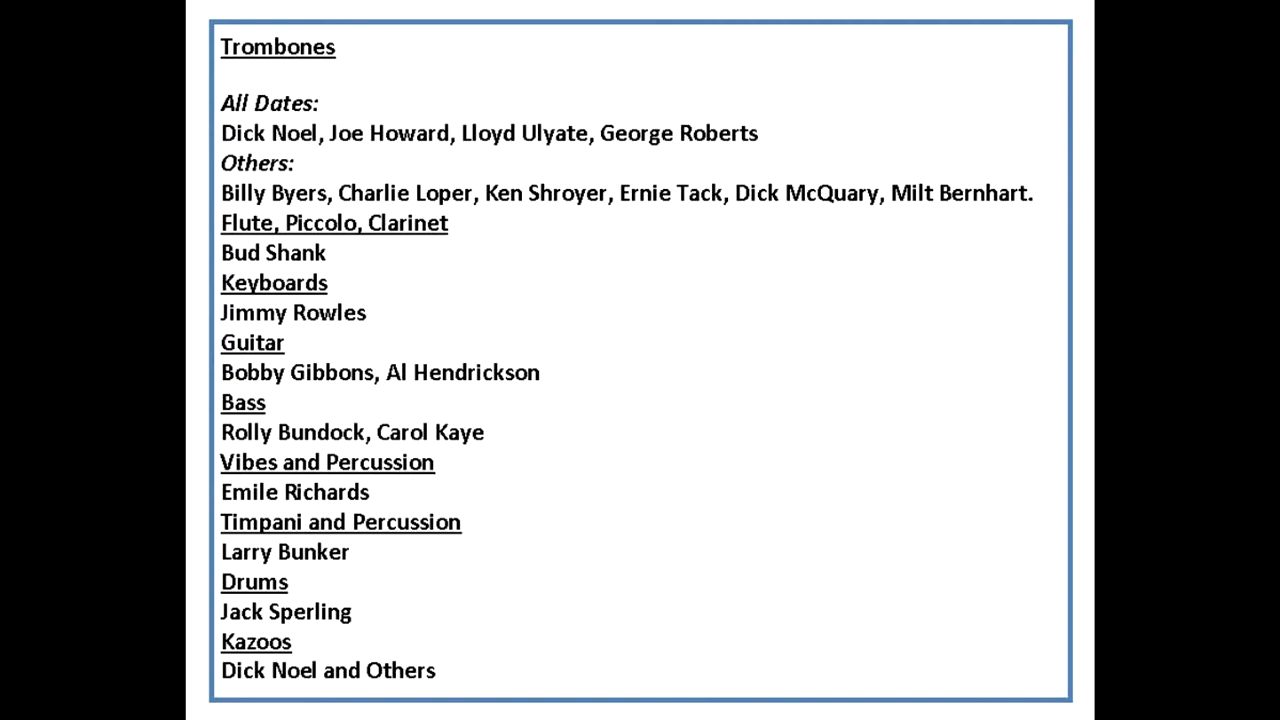 Trombones
All Dates:
Dick Noel, Joe Howard, Lloyd Ulyate, George Roberts
Others:
Billy Byers, Charlie Loper, Ken Shroyer, Ernie Tack, Dick McQuary, Milt Bernhart.
Flute, Piccolo, Clarinet
Bud Shank
Keyboards
Jimmy Rowles
Guitar
Bobby Gibbons, Al Hendrickson
Bass
Rolly Bundock, Carol Kaye
Vibes and Percussion
Emile Richards
Timpani and Percussion
Larry Bunker
Drums
Jack Sperling
Kazoos
Dick Noel and Others